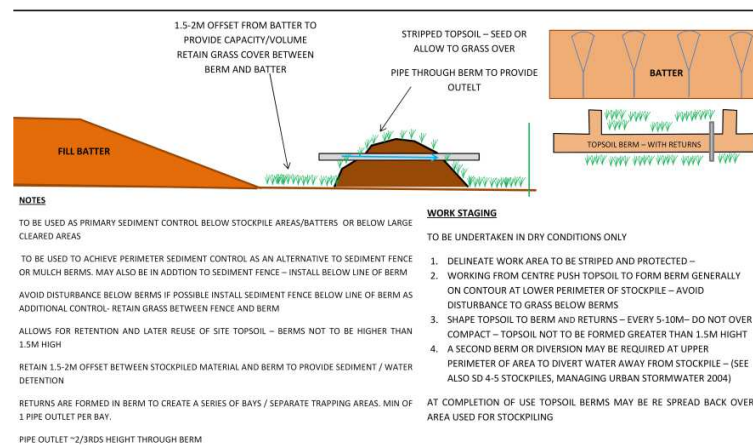 1.5-2M OFFSET FROM BATTER TO
PROVIDE CAPACITY/VOLUME
RETAIN GRASS COVER BETWEEN
BERM AND BATTER
STRIPPED TOPSOIL – SEED OR
ALLOW TO GRASS OVER
PIPE THROUGH BERM TO PROVIDE
OUTELT
BATTER
FILL BATTER
TOPSOIL BERM – WITH RETURNS
NOTES
TO BE USED AS PRIMARY SEDIMENT CONTROL BELOW STOCKPILE AREAS/BATTERS OR BELOW LARGE
CLEARED AREAS
TO BE USED TO ACHIEVE PERIMETER SEDIMENT CONTROL AS AN ALTERNATIVE TO SEDIMENT FENCE
OR MULCH BERMS. MAY ALSO BE IN ADDTION TO SEDIMENT FENCE – INSTALL BELOW LINE OF BERM
AVOID DISTURBANCE BELOW BERMS IF POSSIBLE INSTALL SEDIMENT FENCE BELOW LINE OF BERM AS
ADDITIONAL CONTROL- RETAIN GRASS BETWEEN FENCE AND BERM
ALLOWS FOR RETENTION AND LATER REUSE OF SITE TOPSOIL – BERMS NOT TO BE HIGHER THAN
1.5M HIGH
RETAIN 1.5-2M OFFSET BETWEEN STOCKPILED MATERIAL AND BERM TO PROVIDE SEDIMENT / WATER
DETENTION
RETURNS ARE FORMED IN BERM TO CREATE A SERIES OF BAYS / SEPARATE TRAPPING AREAS. MIN OF
1 PIPE OUTLET PER BAY.
PIPE OUTLET ~2/3RDS HEIGHT THROUGH BERM
WORK STAGING
TO BE UNDERTAKEN IN DRY CONDITIONS ONLY
1. DELINEATE WORK AREA TO BE STRIPED AND PROTECTED –
2. WORKING FROM CENTRE PUSH TOPSOIL TO FORM BERM GENERALLY
ON CONTOUR AT LOWER PERIMETER OF STOCKPILE – AVOID
DISTURBANCE TO GRASS BELOW BERMS
3. SHAPE TOPSOIL TO BERM AND RETURNS – EVERY 5-10M– DO NOT OVER
COMPACT – TOPSOIL NOT TO BE FORMED GREATER THAN 1.5M HIGHT
4. A SECOND BERM OR DIVERSION MAY BE REQUIRED AT UPPER
PERIMETER OF AREA TO DIVERT WATER AWAY FROM STOCKPILE – (SEE
ALSO SD 4-5 STOCKPILES, MANAGING URBAN STORMWATER 2004)
AT COMPLETION OF USE TOPSOIL BERMS MAY BE RE SPREAD BACK OVER
AREA USED FOR STOCKPILING